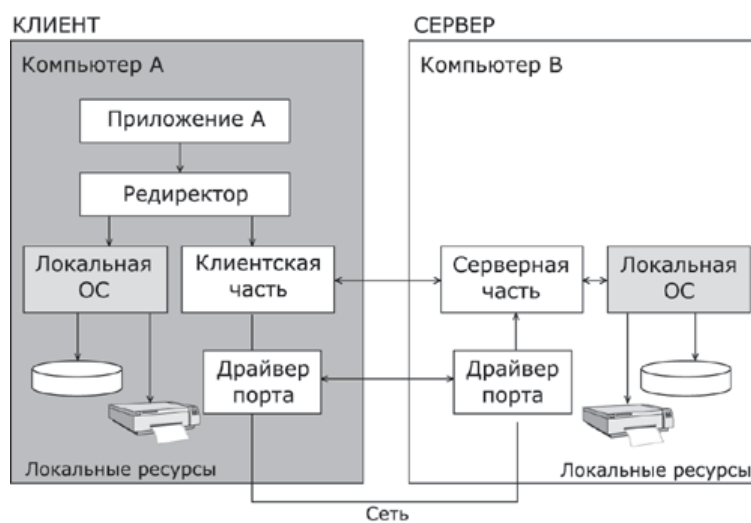 КЛИЕНТ
СЕРВЕР
Компьютер А
Компьютер В
Приложение А
Редиректор
Локальная
ОС
Клиентская
часть
Серверная
часть
Локальная
ОС
Драйвер
порта
Драйвер
порта
Локальные ресурсы
Локальные ресурсы
Сеть